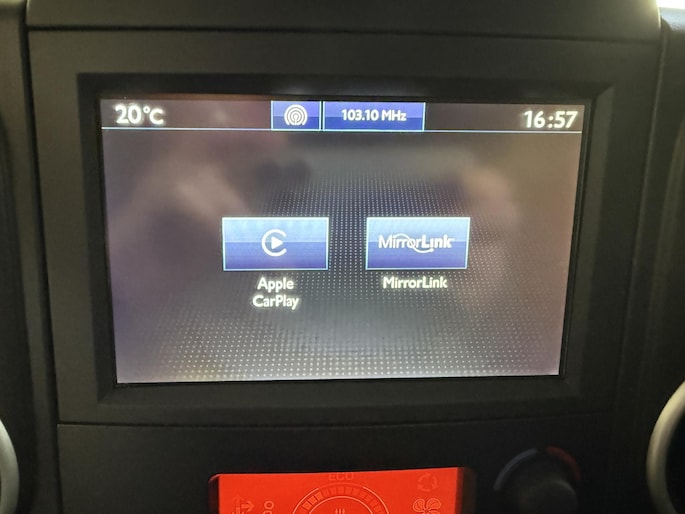 20°C
103.10 MHz
16:57
MirrorLink
Apple
CarPlay
MirrorLink
ECO